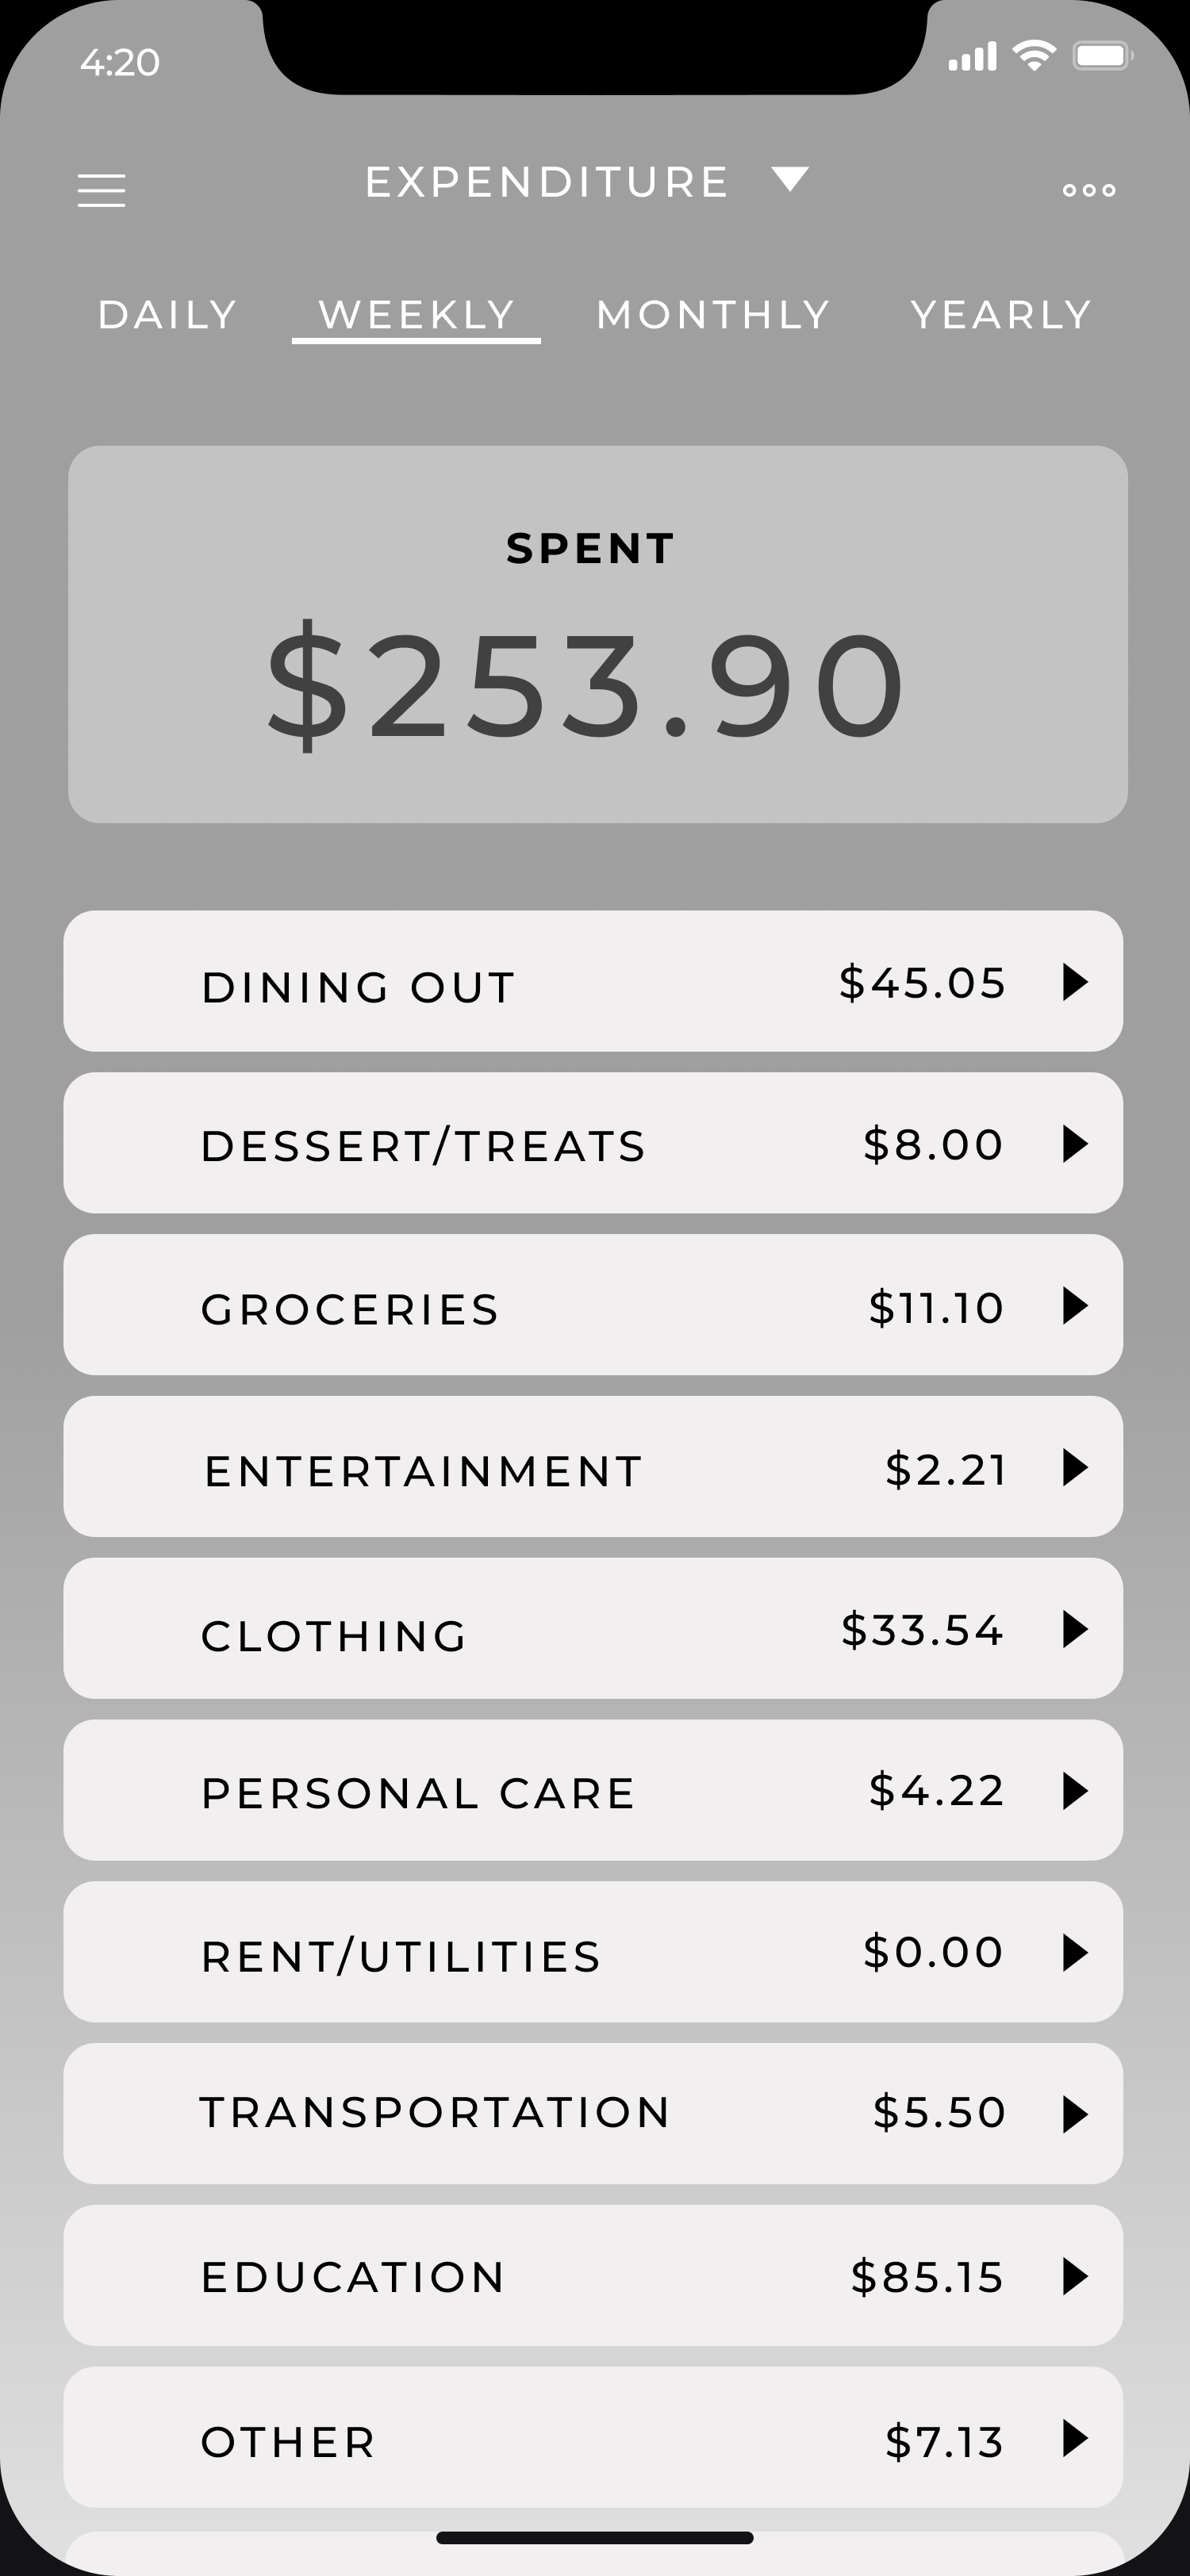 4:20
EXPENDITURE
DAILY WEEKLY MONTHLY YEARLY
SPENT
$253.90
DINING OUT $45.05
DESSERT/TREATS $8.00
GROCERIES $11.10
ENTERTAINMENT $2.21
CLOTHING $33.54
PERSONAL CARE $4.22
RENT/UTILITIES $0.00
TRANSPORTATION $5.50
EDUCATION $85.15
OTHER $7.13